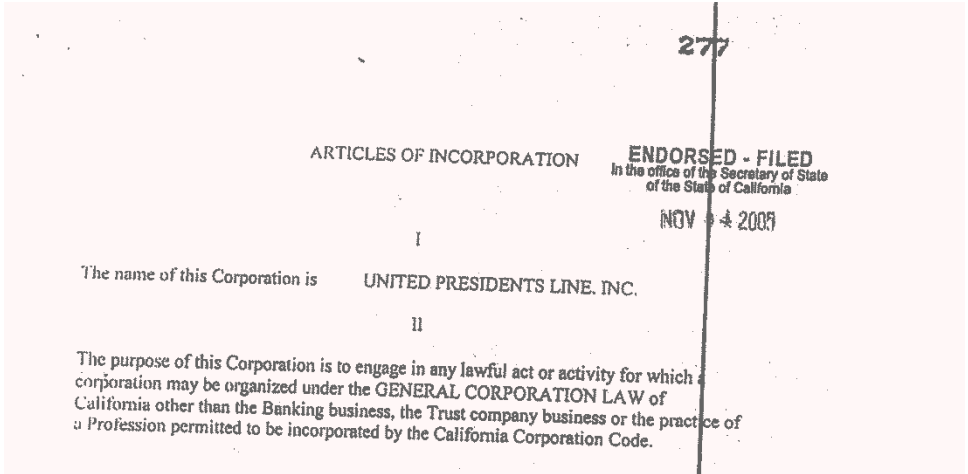 277
ARTICLES OF INCORPORATION
ENDORSED - FILED
In the office of the Secretary of State
of the State of California
NOV 04 2005
I
The name of this Corporation is UNITED PRESIDENTS LINE. INC.
II
The purpose of this Corporation is to engage in any lawful act or activity for which a
corporation may be organized under the GENERAL CORPORATION LAW of
California other than the Banking business, the Trust company business or the practice of
a Profession permitted to be incorporated by the California Corporation Code.